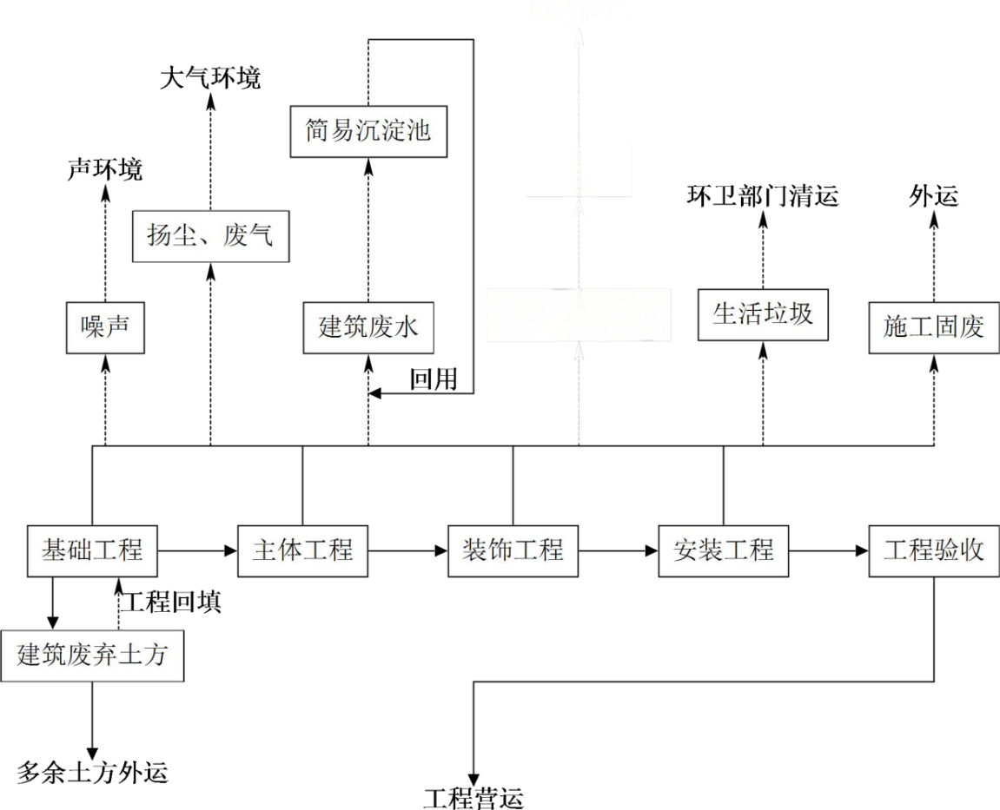 大气环境
简易沉淀池
声环境
环卫部门清运
外运
扬尘、废气
噪声
建筑废水
生活垃圾
施工固废
回用
基础工程
主体工程
装饰工程
安装工程
工程验收
工程回填
建筑废弃土方
多余土方外运
工程营运